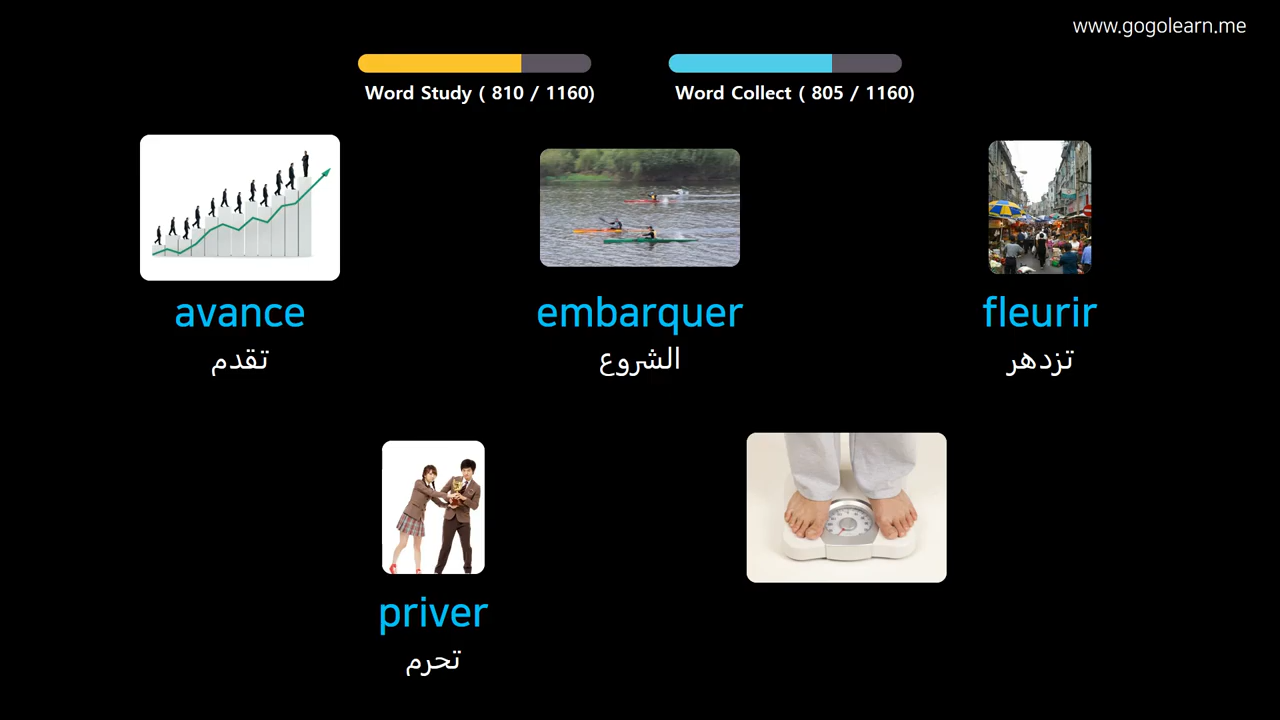 www.gogolearn.me
Word Study ( 810 / 1160)
Word Collect ( 805 / 1160)
avance
تقدم
embarquer
الشروع
fleurir
تزدهر
priver
تحرم